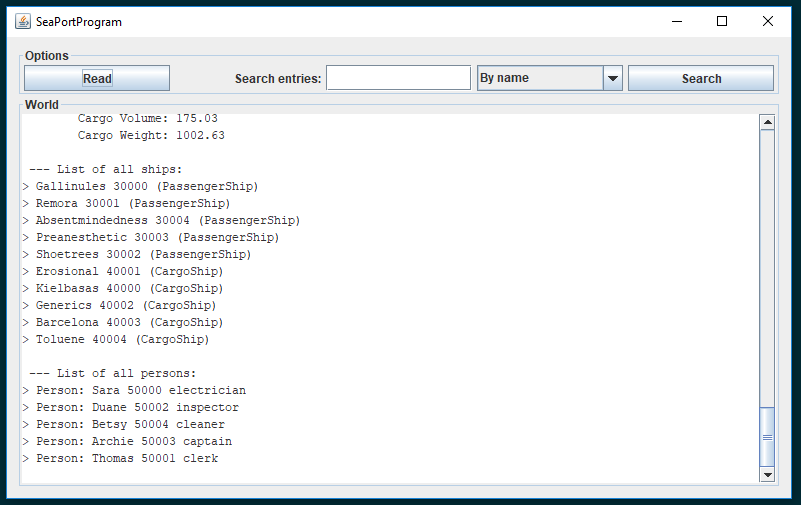 SeaPortProgram
Options
Read Search entries: By name Search
World
Cargo Volume: 175.03
Cargo Weight: 1002.63
--- List of all ships:
> Gallinules 30000 (PassengerShip)
> Remora 30001 (PassengerShip)
> Absentmindedness 30004 (PassengerShip)
> Preanesthetic 30003 (PassengerShip)
> Shoetrees 30002 (PassengerShip)
> Erosional 40001 (CargoShip)
> Kielbasas 40000 (CargoShip)
> Generics 40002 (CargoShip)
> Barcelona 40003 (CargoShip)
> Toluene 40004 (CargoShip)
--- List of all persons:
> Person: Sara 50000 electrician
> Person: Duane 50002 inspector
> Person: Betsy 50004 cleaner
> Person: Archie 50003 captain
> Person: Thomas 50001 clerk